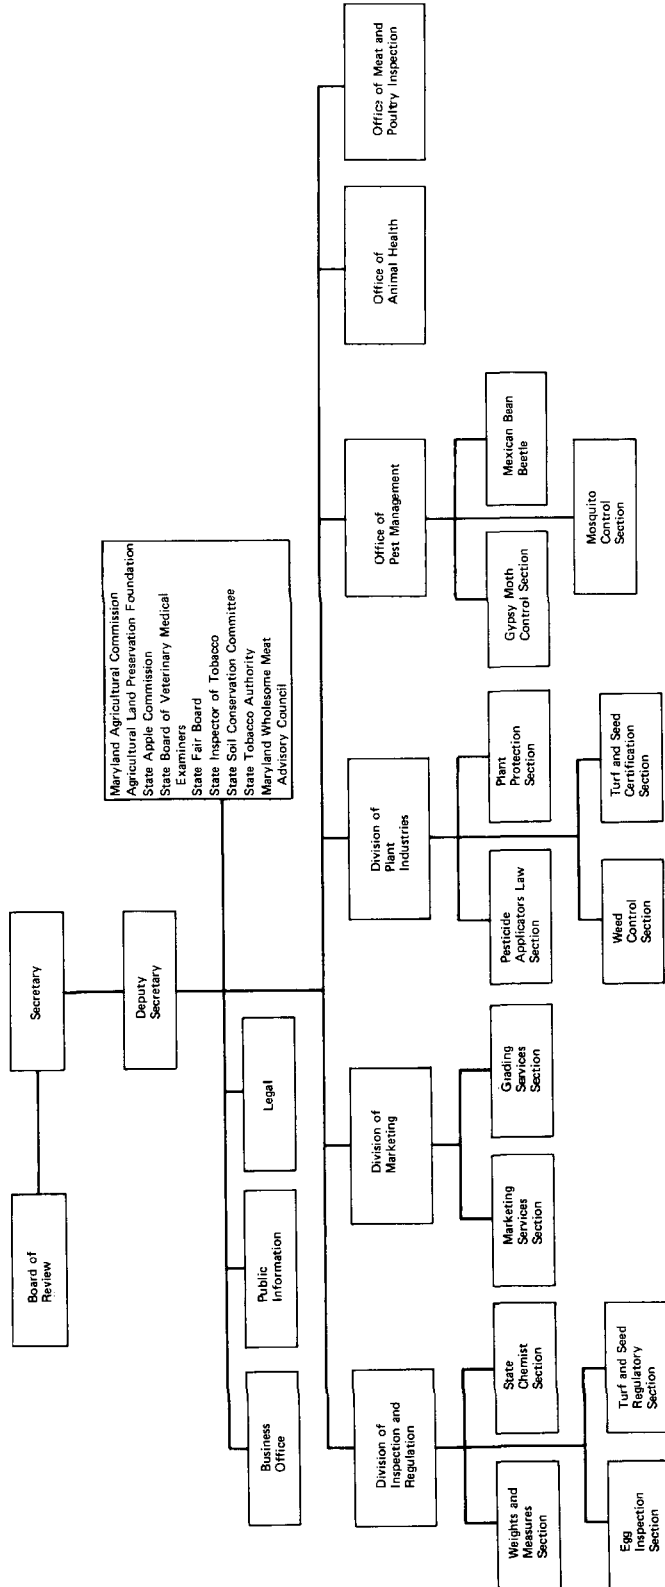 Board of
Review
Secretary
Deputy
Secretary
Maryland Agricultural Commission
Agricultural Land Preservation Foundation
State Apple Commission
State Board of Veterinary Medical
Examiners
State Fair Board
State Inspector of Tobacco
State Soil Conservation Committee
State Tobacco Authority
Maryland Wholesome Meat
Advisory Council
Business
Office
Public
Information
Legal
Division of
Inspection and
Regulation
Division of
Marketing
Division of
Plant
Industries
Office of
Pest Management
Office of
Animal Health
Office of Meat and
Poultry Inspection
Weights and
Measures
Section
State
Chemist
Section
Marketing
Services
Section
Grading
Services
Section
Pesticide
Applicators Law
Section
Plant
Protection
Section
Gypsy Moth
Control Section
Mexican Bean
Beetle
Egg
Inspection
Section
Turf and Seed
Regulatory
Section
Weed
Control
Section
Turf and Seed
Certification
Section
Mosquito
Control
Section